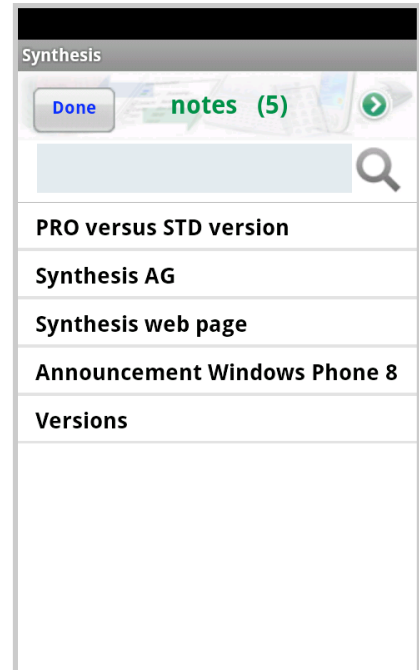 Synthesis
Done notes (5)
PRO versus STD version
Synthesis AG
Synthesis web page
Announcement Windows Phone 8
Versions